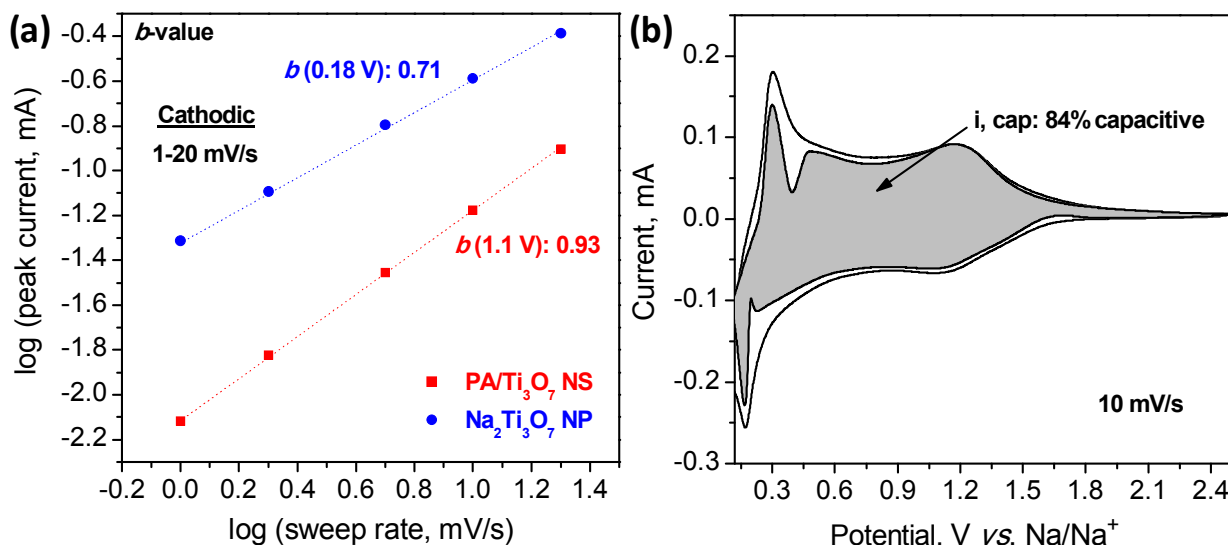 (a)
b-value
b (0.18 V): 0.71
Cathodic
1-20 mV/s
b (1.1 V): 0.93
PA/Ti₃O₇ NS
Na₂Ti₃O₇ NP
log (peak current, mA)
-0.4
-0.6
-0.8
-1.0
-1.2
-1.4
-1.6
-1.8
-2.0
-2.2
-0.2 0.0 0.2 0.4 0.6 0.8 1.0 1.2 1.4
log (sweep rate, mV/s)
(b)
i, cap: 84% capacitive
10 mV/s
Current, mA
0.2
0.1
0.0
-0.1
-0.2
-0.3
0.3 0.6 0.9 1.2 1.5 1.8 2.1 2.4
Potential, V vs. Na/Na⁺